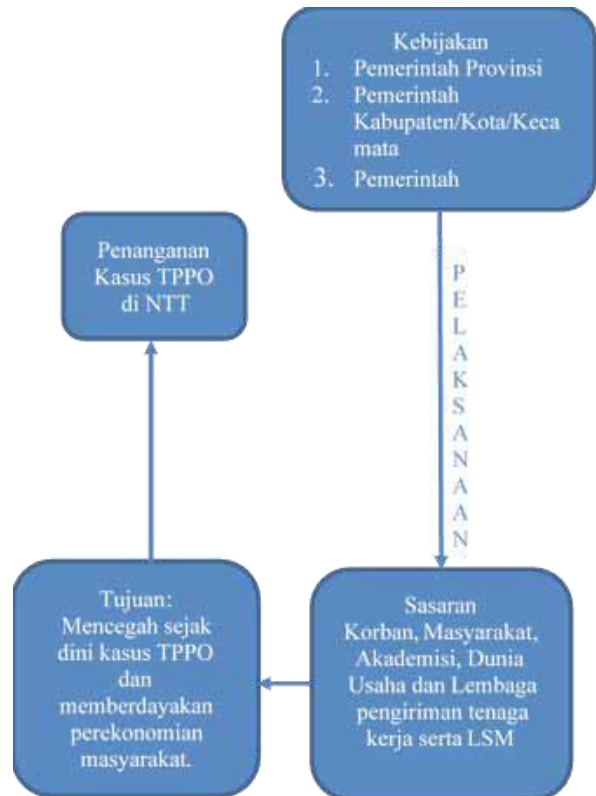 Kebijakan
1. Pemerintah Provinsi
2. Pemerintah
Kabupaten/Kota/Keca
mata
3. Pemerintah
PELAKSANAAN
Sasaran
Korban, Masyarakat,
Akademisi, Dunia
Usaha dan Lembaga
pengiriman tenaga
kerja serta LSM
Tujuan:
Mencegah sejak
dini kasus TPPO
dan
memberdayakan
perekonomian
masyarakat.
Penanganan
Kasus TPPO
di NTT